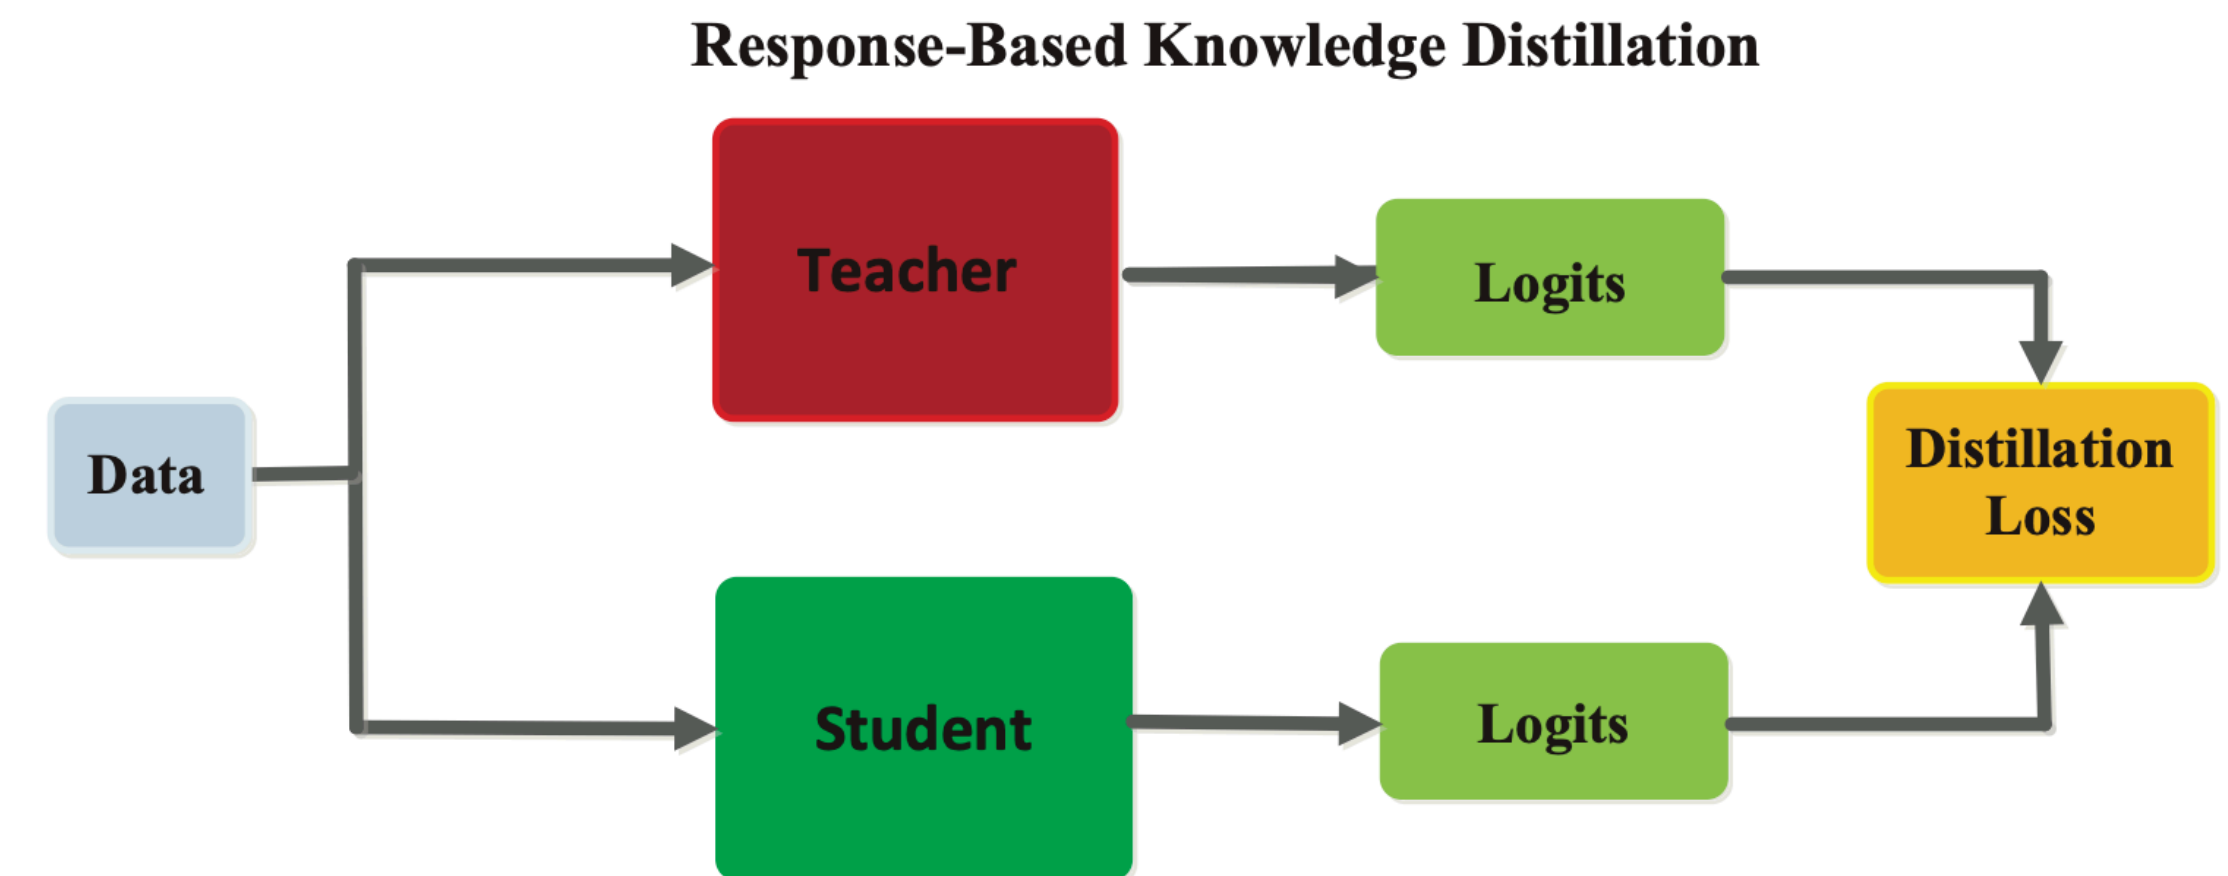 Response-Based Knowledge Distillation
Teacher
Logits
Data
Distillation
Loss
Student
Logits